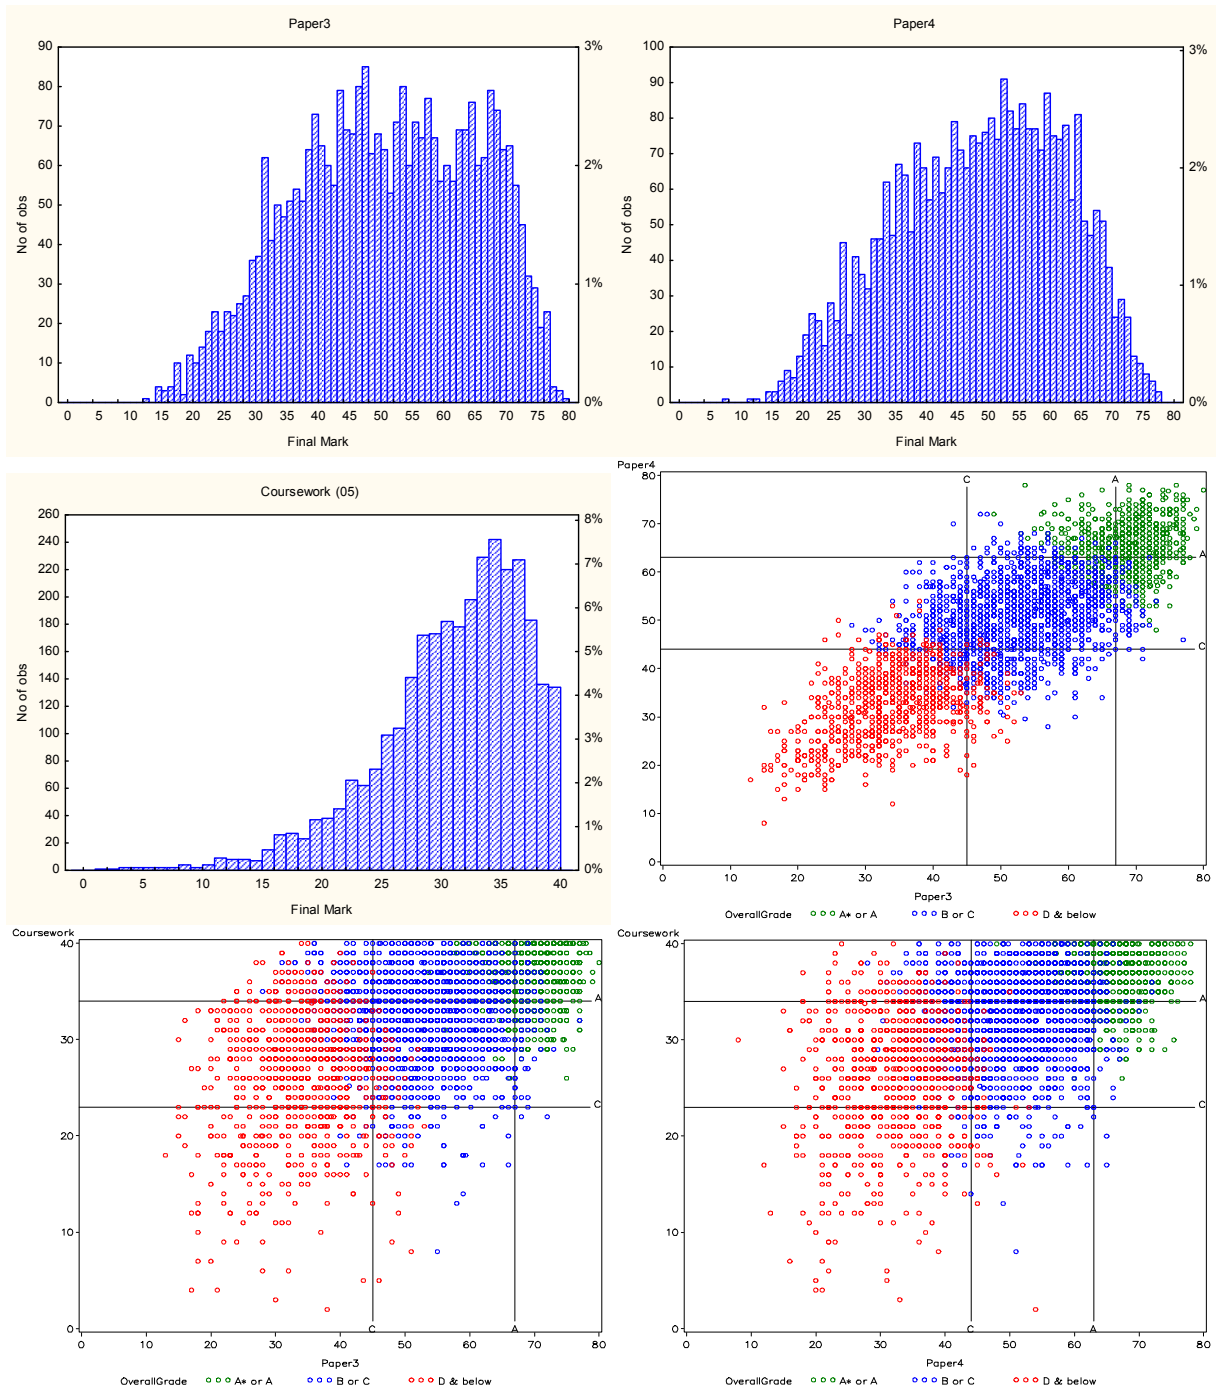 Paper3
90
80
70
60
50
40
30
20
10
0
No of obs
3%
2%
1%
0%
0 5 10 15 20 25 30 35 40 45 50 55 60 65 70 75 80
Final Mark
Paper4
100
90
80
70
60
50
40
30
20
10
0
No of obs
3%
2%
1%
0%
0 5 10 15 20 25 30 35 40 45 50 55 60 65 70 75 80
Final Mark
Coursework (05)
260
240
220
200
180
160
140
120
100
80
60
40
20
0
No of obs
8%
7%
6%
5%
4%
3%
2%
1%
0%
0 5 10 15 20 25 30 35 40
Final Mark
Paper4
80
70
60
50
40
30
20
10
0
C A
A
C
0 10 20 30 40 50 60 70 80
Paper3
OverallGrade A* or A B or C D & below
Coursework
40
30
20
10
0
A
C
C A
0 10 20 30 40 50 60 70 80
Paper3
OverallGrade A* or A B or C D & below
Coursework
40
30
20
10
0
A
C
C A
0 10 20 30 40 50 60 70 80
Paper4
OverallGrade A* or A B or C D & below